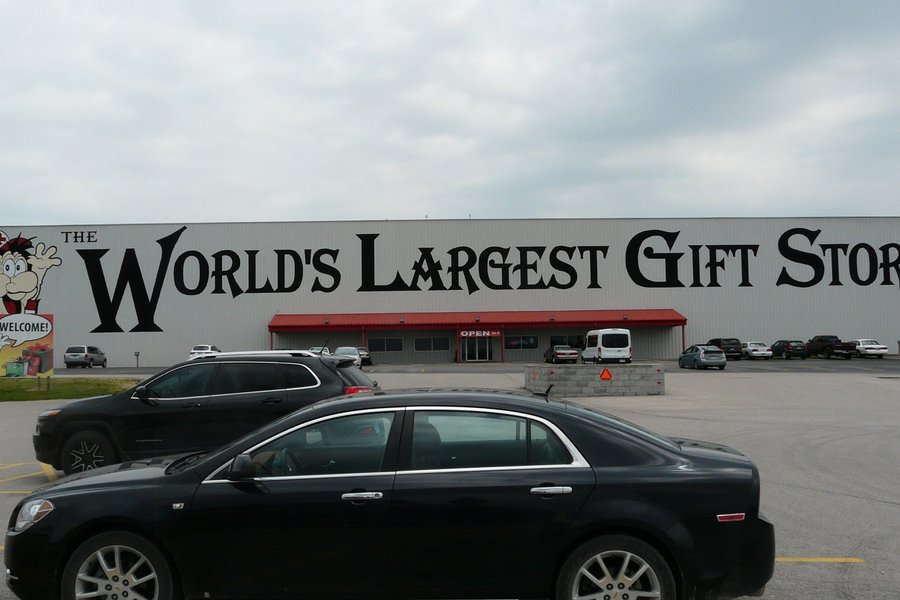 THE WORLD'S LARGEST GIFT STOR
WELCOME!
OPEN